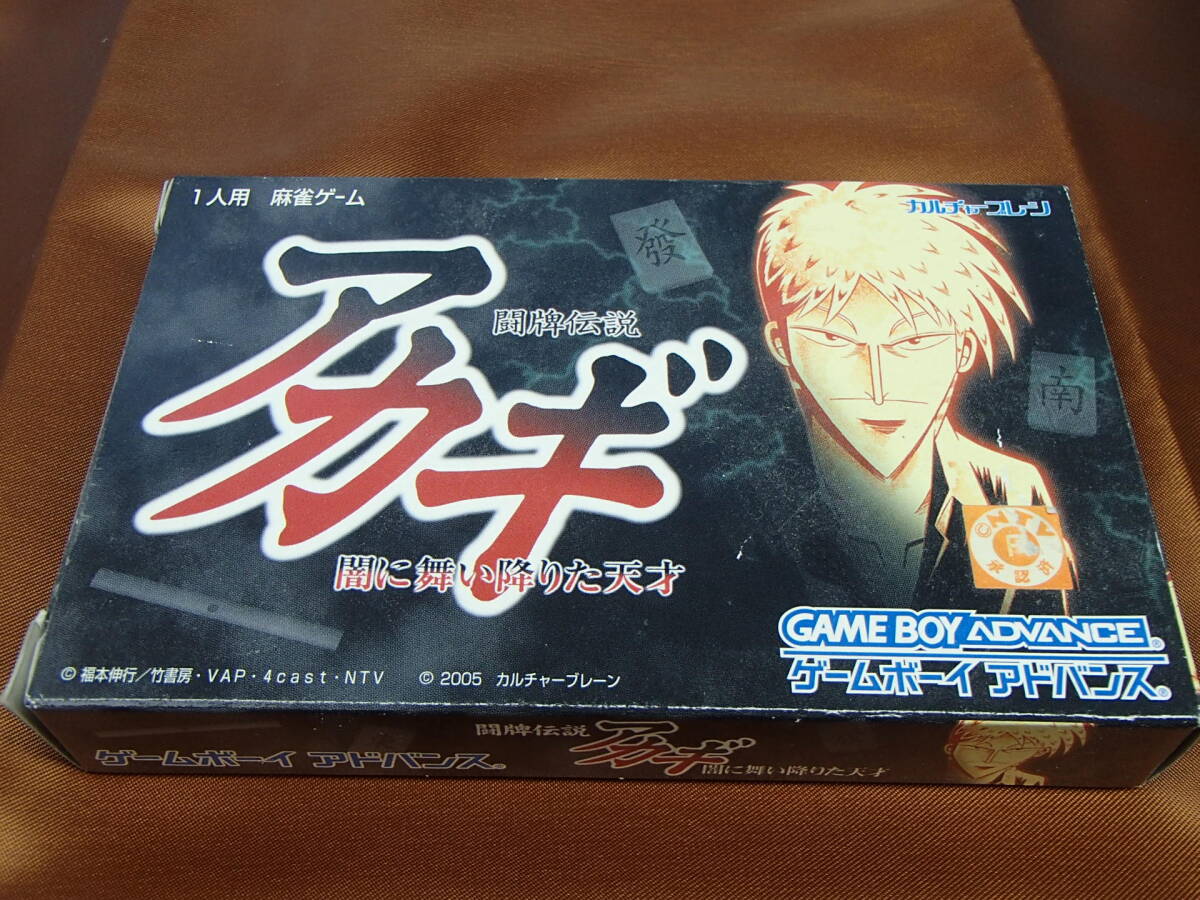 1人用 麻雀ゲーム
カルチャーブレーン
發
闘牌伝説
アカギ
南
闇に舞い降りた天才
©NTV
承認済
GAME BOY ADVANCE
ゲームボーイ アドバンス
© 福本伸行／竹書房・VAP・4cast・NTV © 2005 カルチャーブレーン
ゲームボーイ アドバンス
闘牌伝説
アカギ
闇に舞い降りた天才